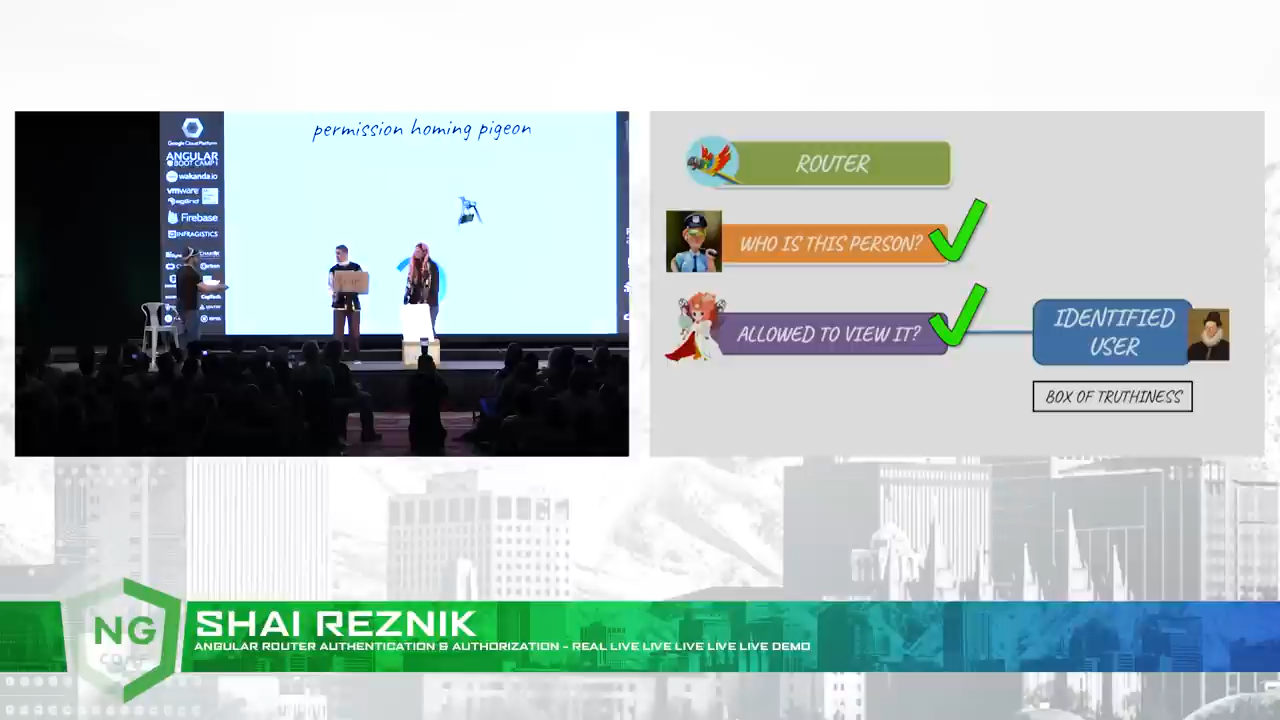 permission homing pigeon
Google Cloud Platform
ANGULAR
BOOT CAMP
wakanda.io
vmware
Firebase
INFRAGISTICS
ROUTER
WHO IS THIS PERSON?
ALLOWED TO VIEW IT?
IDENTIFIED
USER
BOX OF TRUTHINESS
NG
CONF
SHAI REZNIK
ANGULAR ROUTER AUTHENTICATION & AUTHORIZATION - REAL LIVE LIVE LIVE LIVE LIVE DEMO